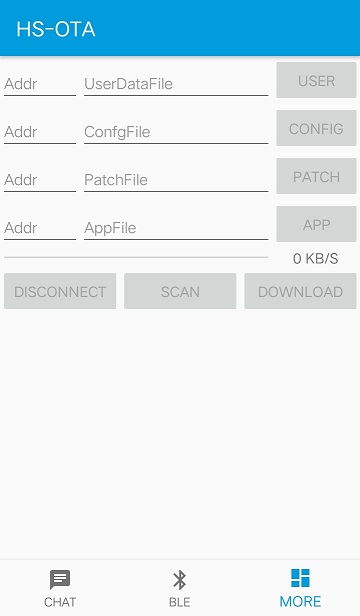 HS-OTA
Addr UserDataFile USER
Addr ConfgFile CONFIG
Addr PatchFile PATCH
Addr AppFile APP
0 KB/S
DISCONNECT SCAN DOWNLOAD
CHAT BLE MORE